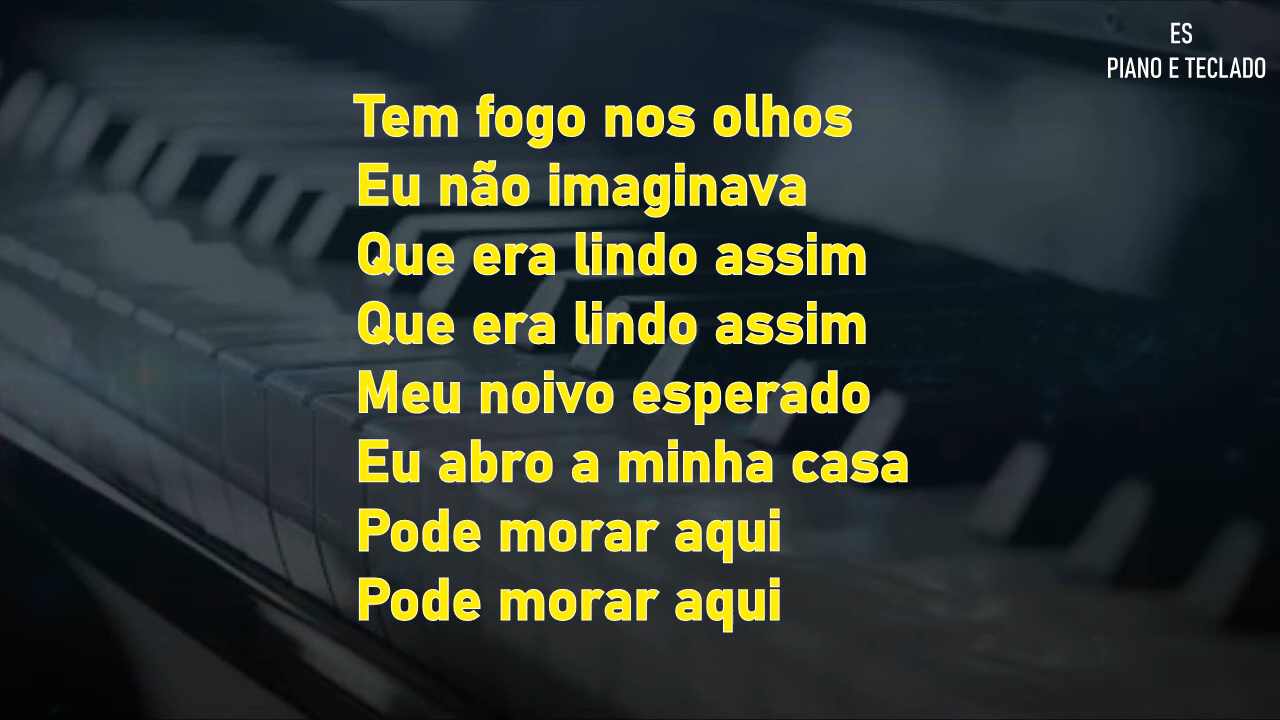 ES
PIANO E TECLADO
Tem fogo nos olhos
Eu não imaginava
Que era lindo assim
Que era lindo assim
Meu noivo esperado
Eu abro a minha casa
Pode morar aqui
Pode morar aqui